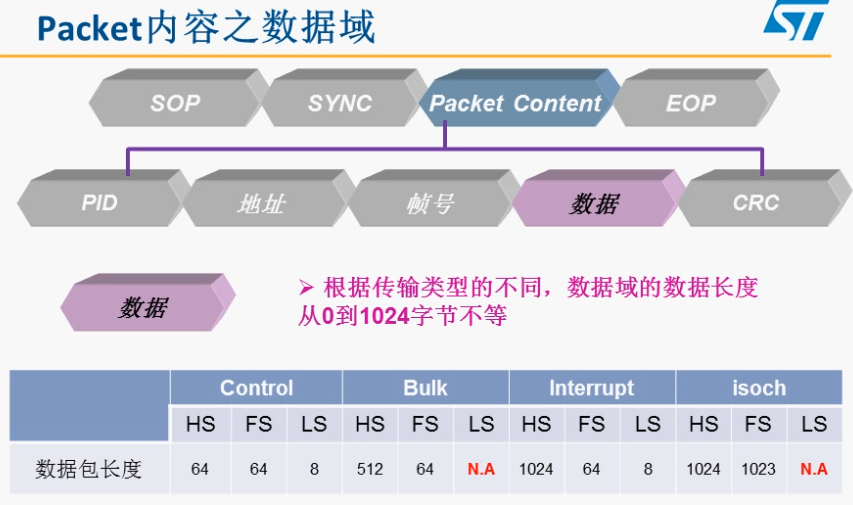 Packet内容之数据域
ST
SOP SYNC Packet Content EOP
PID 地址 帧号 数据 CRC
数据
➢ 根据传输类型的不同，数据域的数据长度
从0到1024字节不等
Control Bulk Interrupt isoch
HS FS LS HS FS LS HS FS LS HS FS LS
数据包长度 64 64 8 512 64 N.A 1024 64 8 1024 1023 N.A